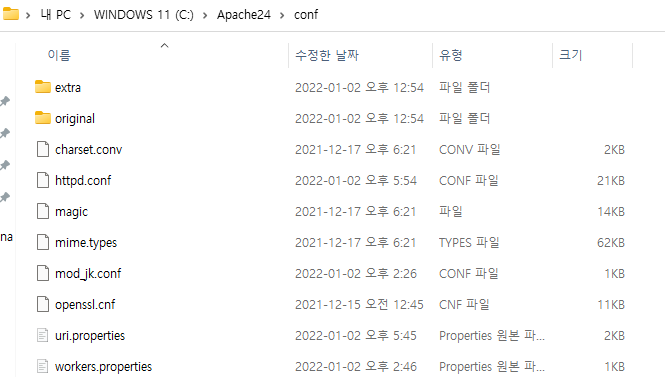 내 PC > WINDOWS 11 (C:) > Apache24 > conf
이름 수정한 날짜 유형 크기
extra 2022-01-02 오후 12:54 파일 폴더
original 2022-01-02 오후 12:54 파일 폴더
charset.conv 2021-12-17 오후 6:21 CONV 파일 2KB
httpd.conf 2022-01-02 오후 5:54 CONF 파일 21KB
magic 2021-12-17 오후 6:21 파일 14KB
na
mime.types 2021-12-17 오후 6:21 TYPES 파일 62KB
mod_jk.conf 2022-01-02 오후 2:26 CONF 파일 1KB
openssl.cnf 2021-12-15 오전 12:45 CNF 파일 11KB
uri.properties 2022-01-02 오후 5:45 Properties 원본 파... 2KB
workers.properties 2022-01-02 오후 2:46 Properties 원본 파... 1KB